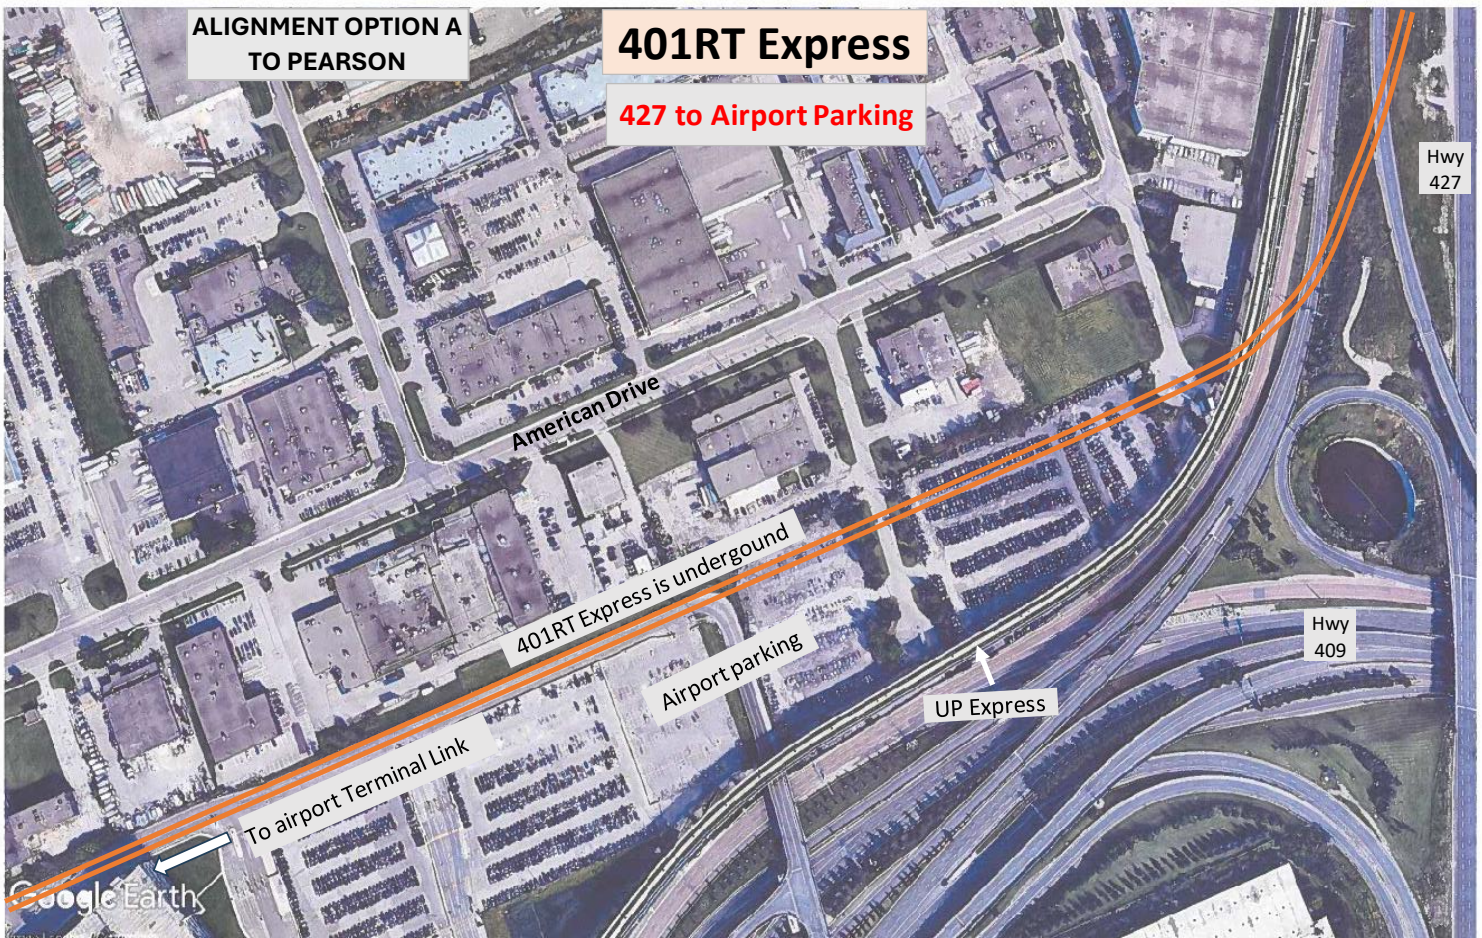 ALIGNMENT OPTION A
TO PEARSON
401RT Express
427 to Airport Parking
Hwy
427
American Drive
401RT Express is undergound
Airport parking
Hwy
409
UP Express
To airport Terminal Link
Google Earth